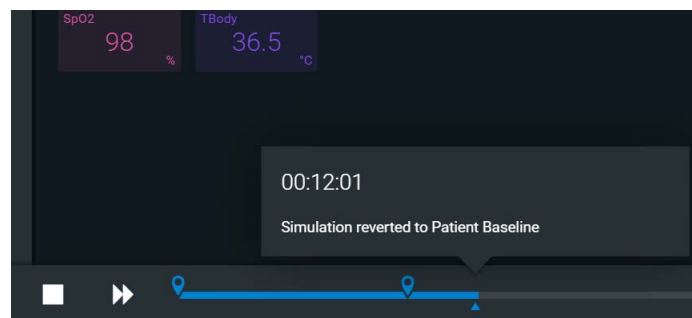 SpO2
98
%
TBody
36.5
°C
00:12:01
Simulation reverted to Patient Baseline